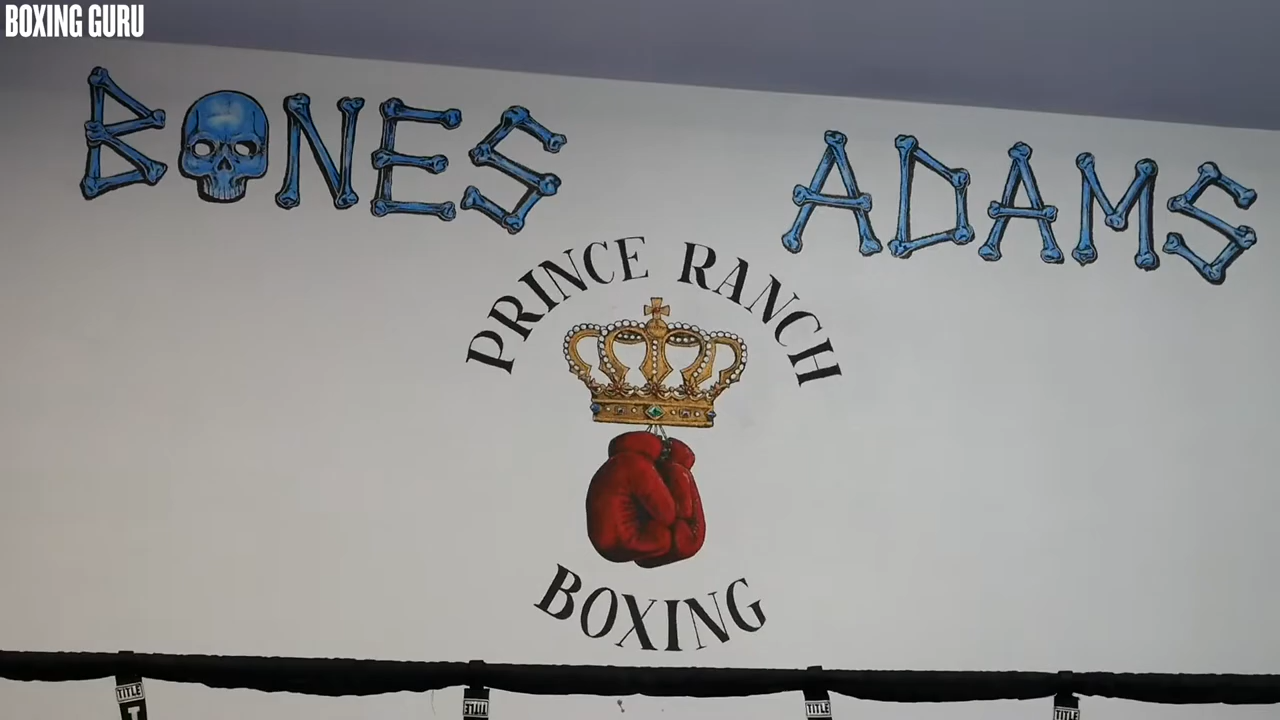 BOXING GURU
BONES ADAMS
PRINCE RANCH
BOXING
TITLE
TITLE
TITLE
TITLE